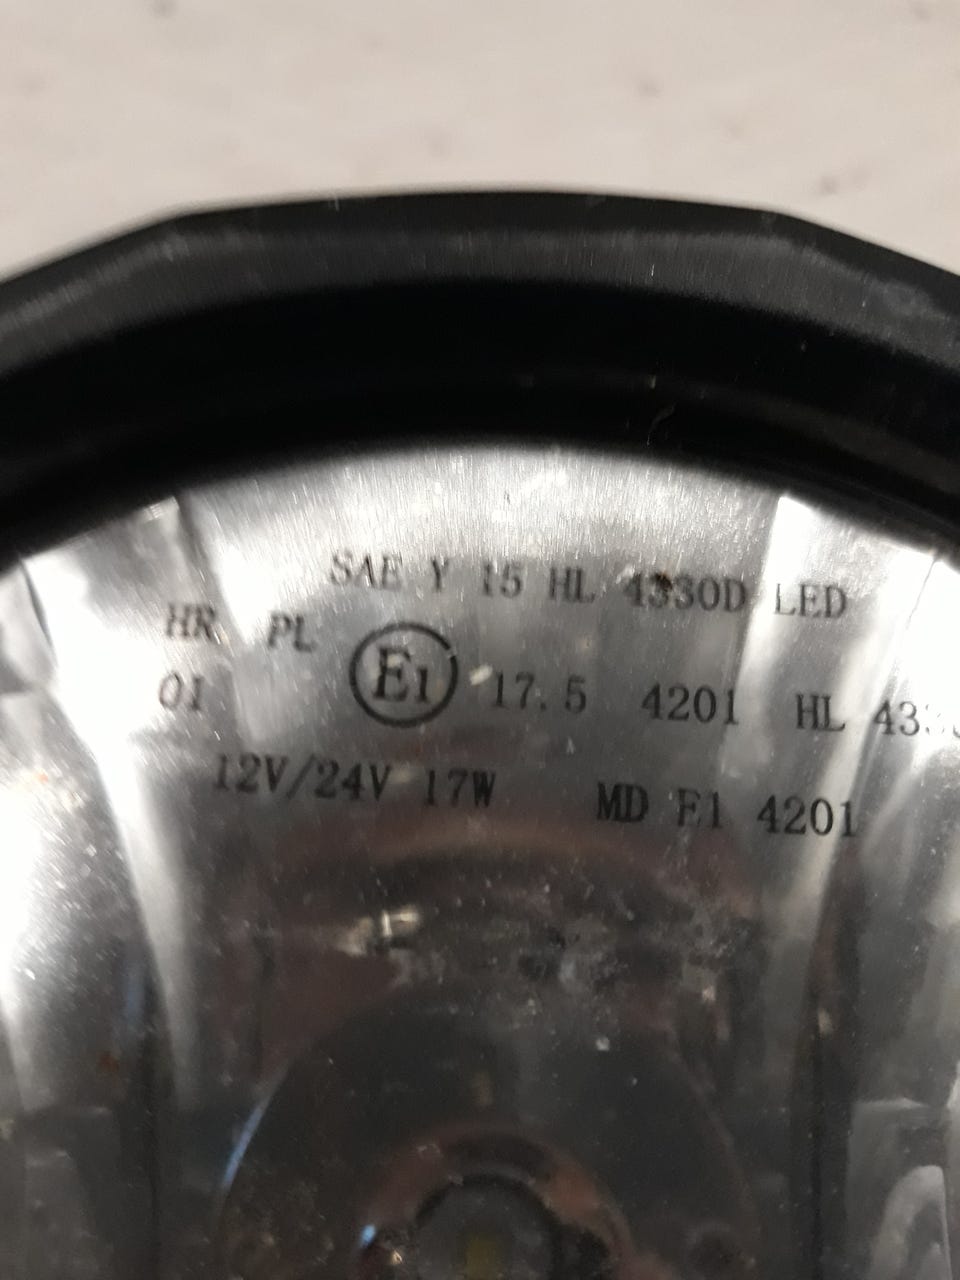 SAE Y 15 HL 4330D LED
HR PL
01 E1 17.5 4201 HL
12V/24V 17W MD E1 4201